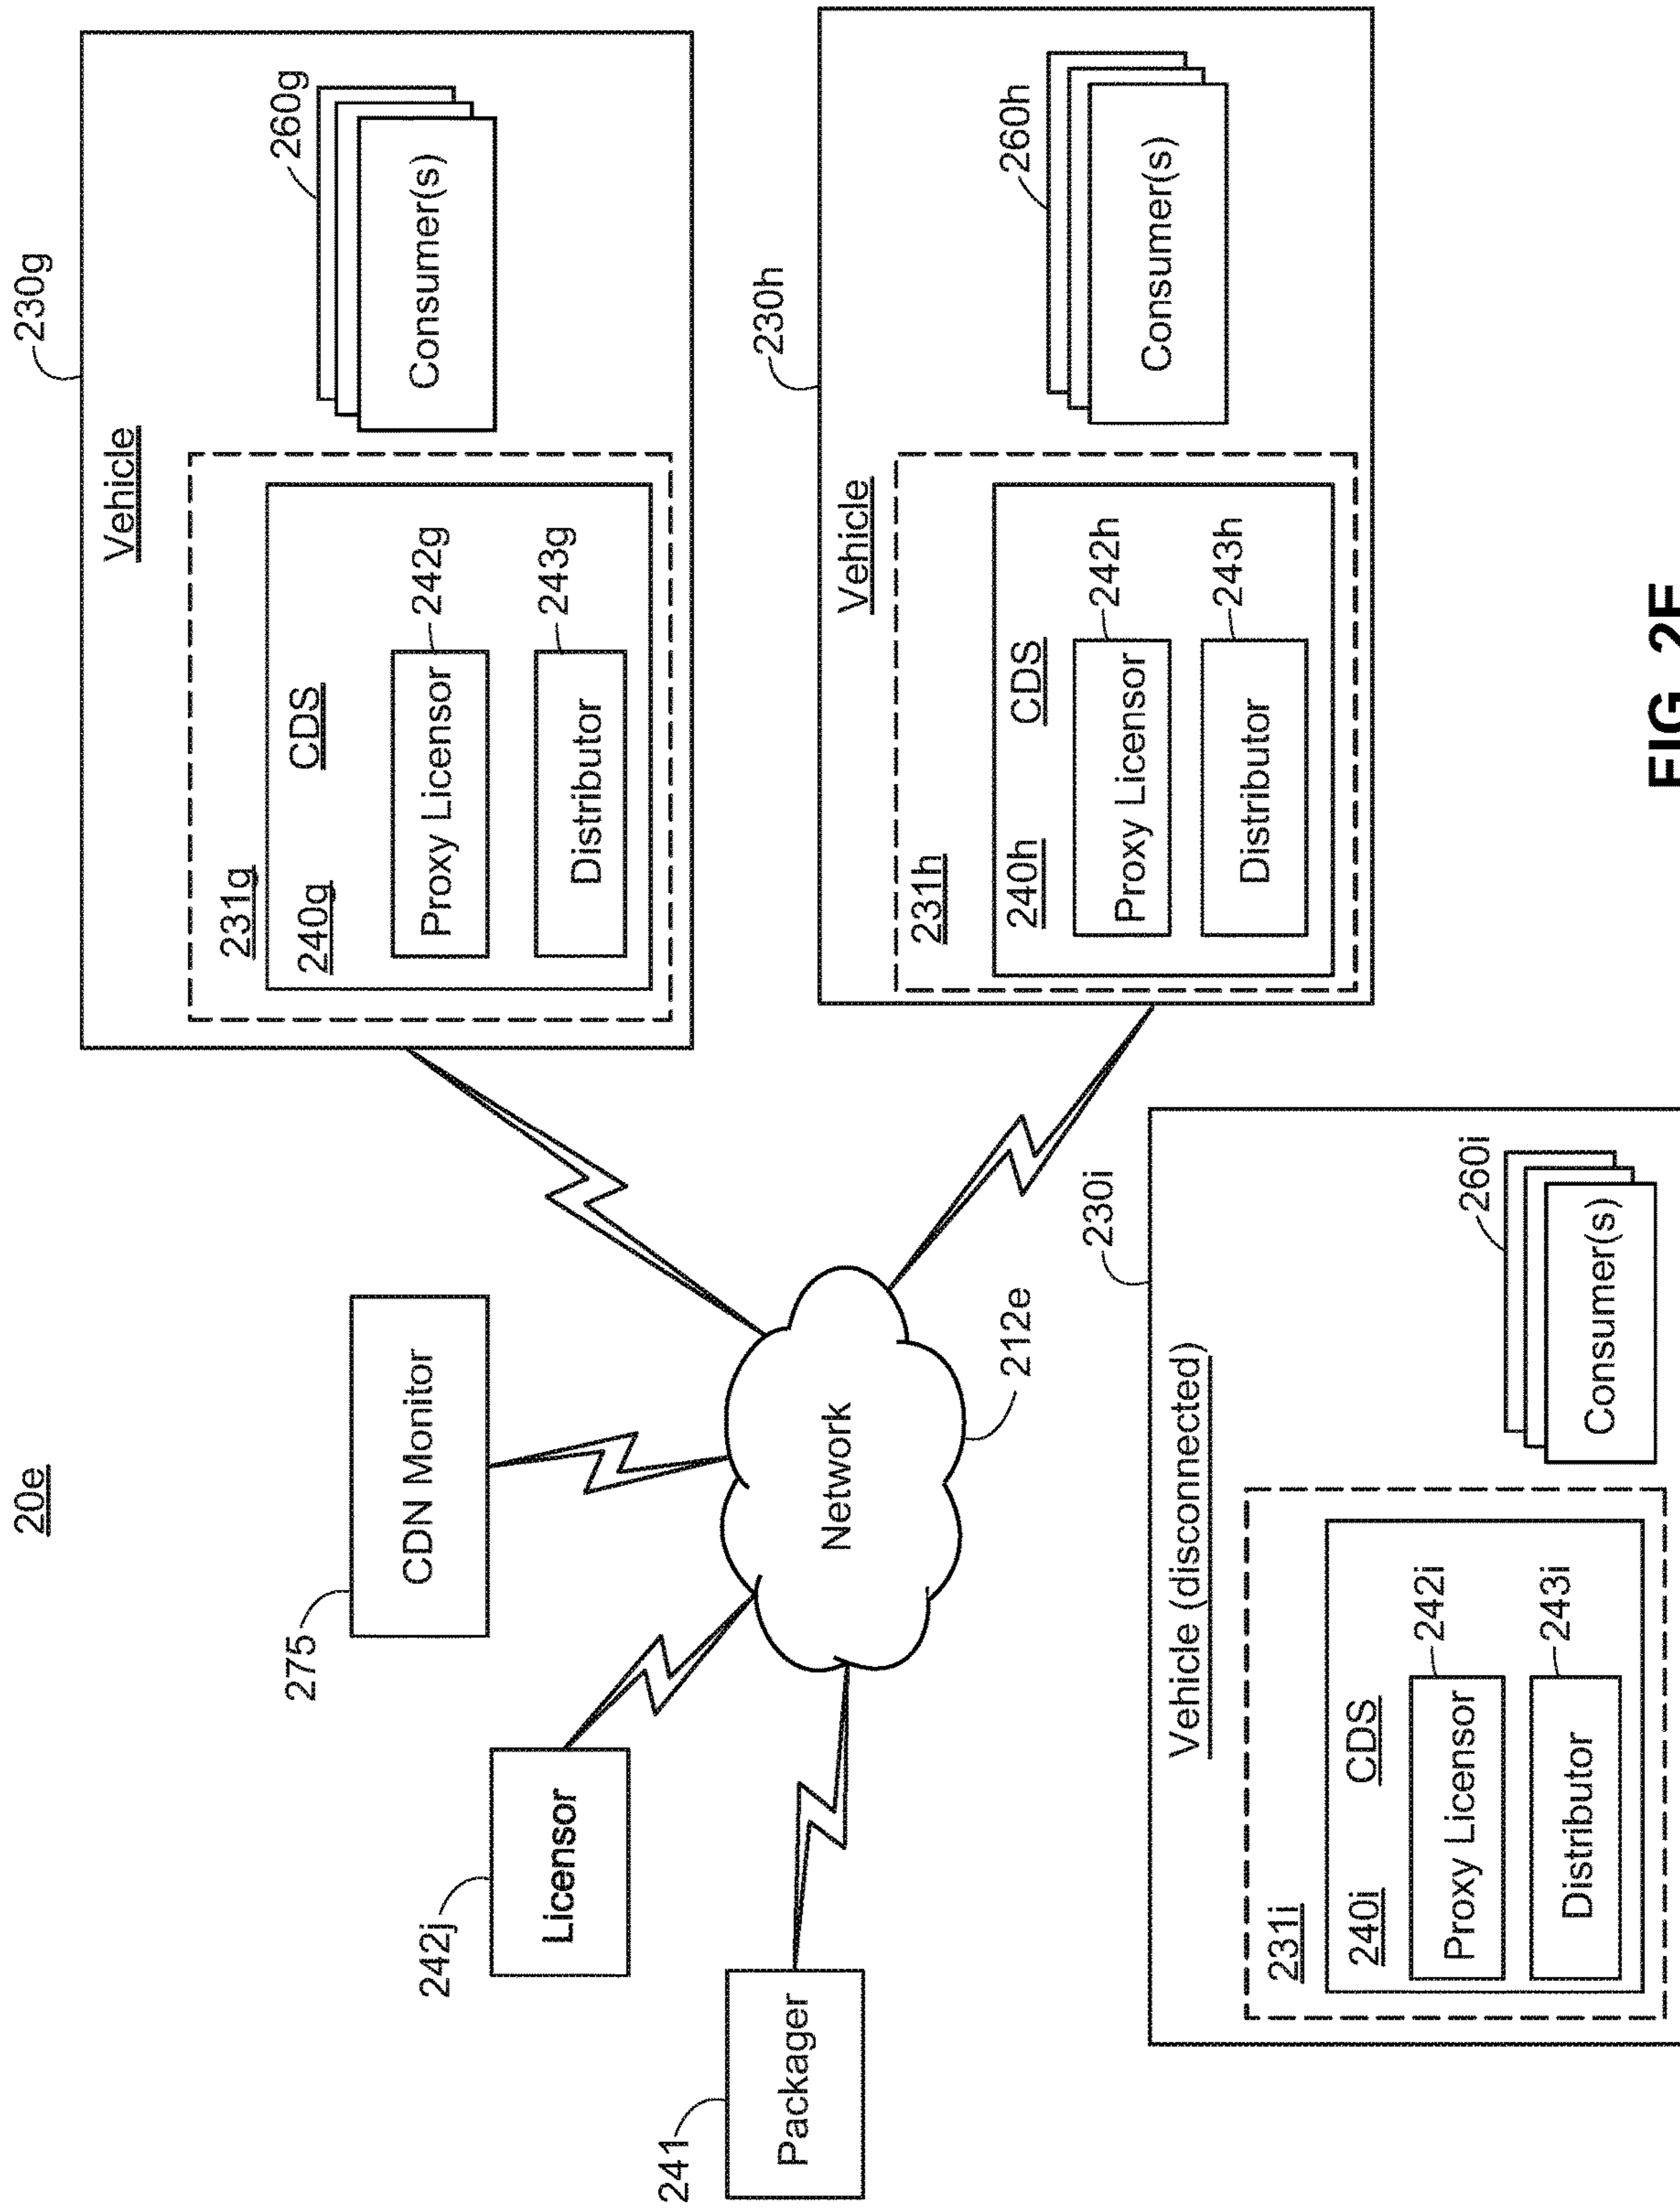 20e
241
Packager
242j
Licensor
275
CDN Monitor
Network
212e
230g
Vehicle
231g
240g
CDS
Proxy Licensor
242g
Distributor
243g
260g
Consumer(s)
230h
Vehicle
231h
240h
CDS
Proxy Licensor
242h
Distributor
243h
260h
Consumer(s)
230i
Vehicle (disconnected)
231i
240i
CDS
Proxy Licensor
242i
Distributor
243i
260i
Consumer(s)